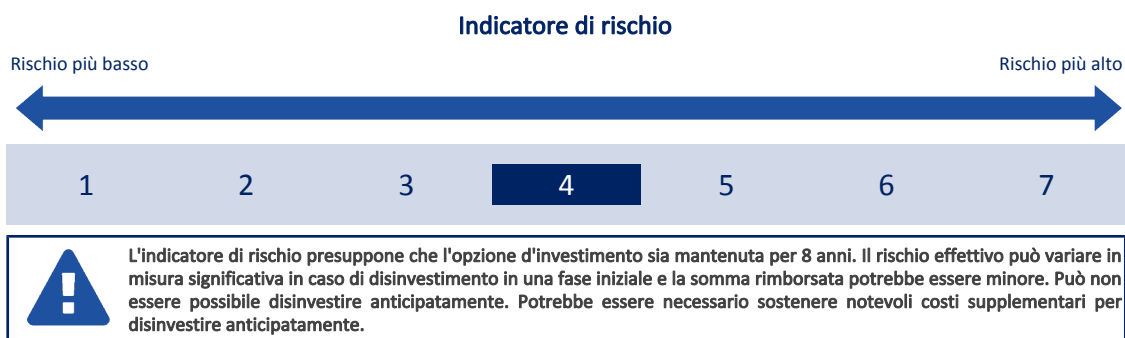 Indicatore di rischio
Rischio più basso Rischio più alto
1 2 3 4 5 6 7
L'indicatore di rischio presuppone che l'opzione d'investimento sia mantenuta per 8 anni. Il rischio effettivo può variare in
misura significativa in caso di disinvestimento in una fase iniziale e la somma rimborsata potrebbe essere minore. Può non
essere possibile disinvestire anticipatamente. Potrebbe essere necessario sostenere notevoli costi supplementari per
disinvestire anticipatamente.